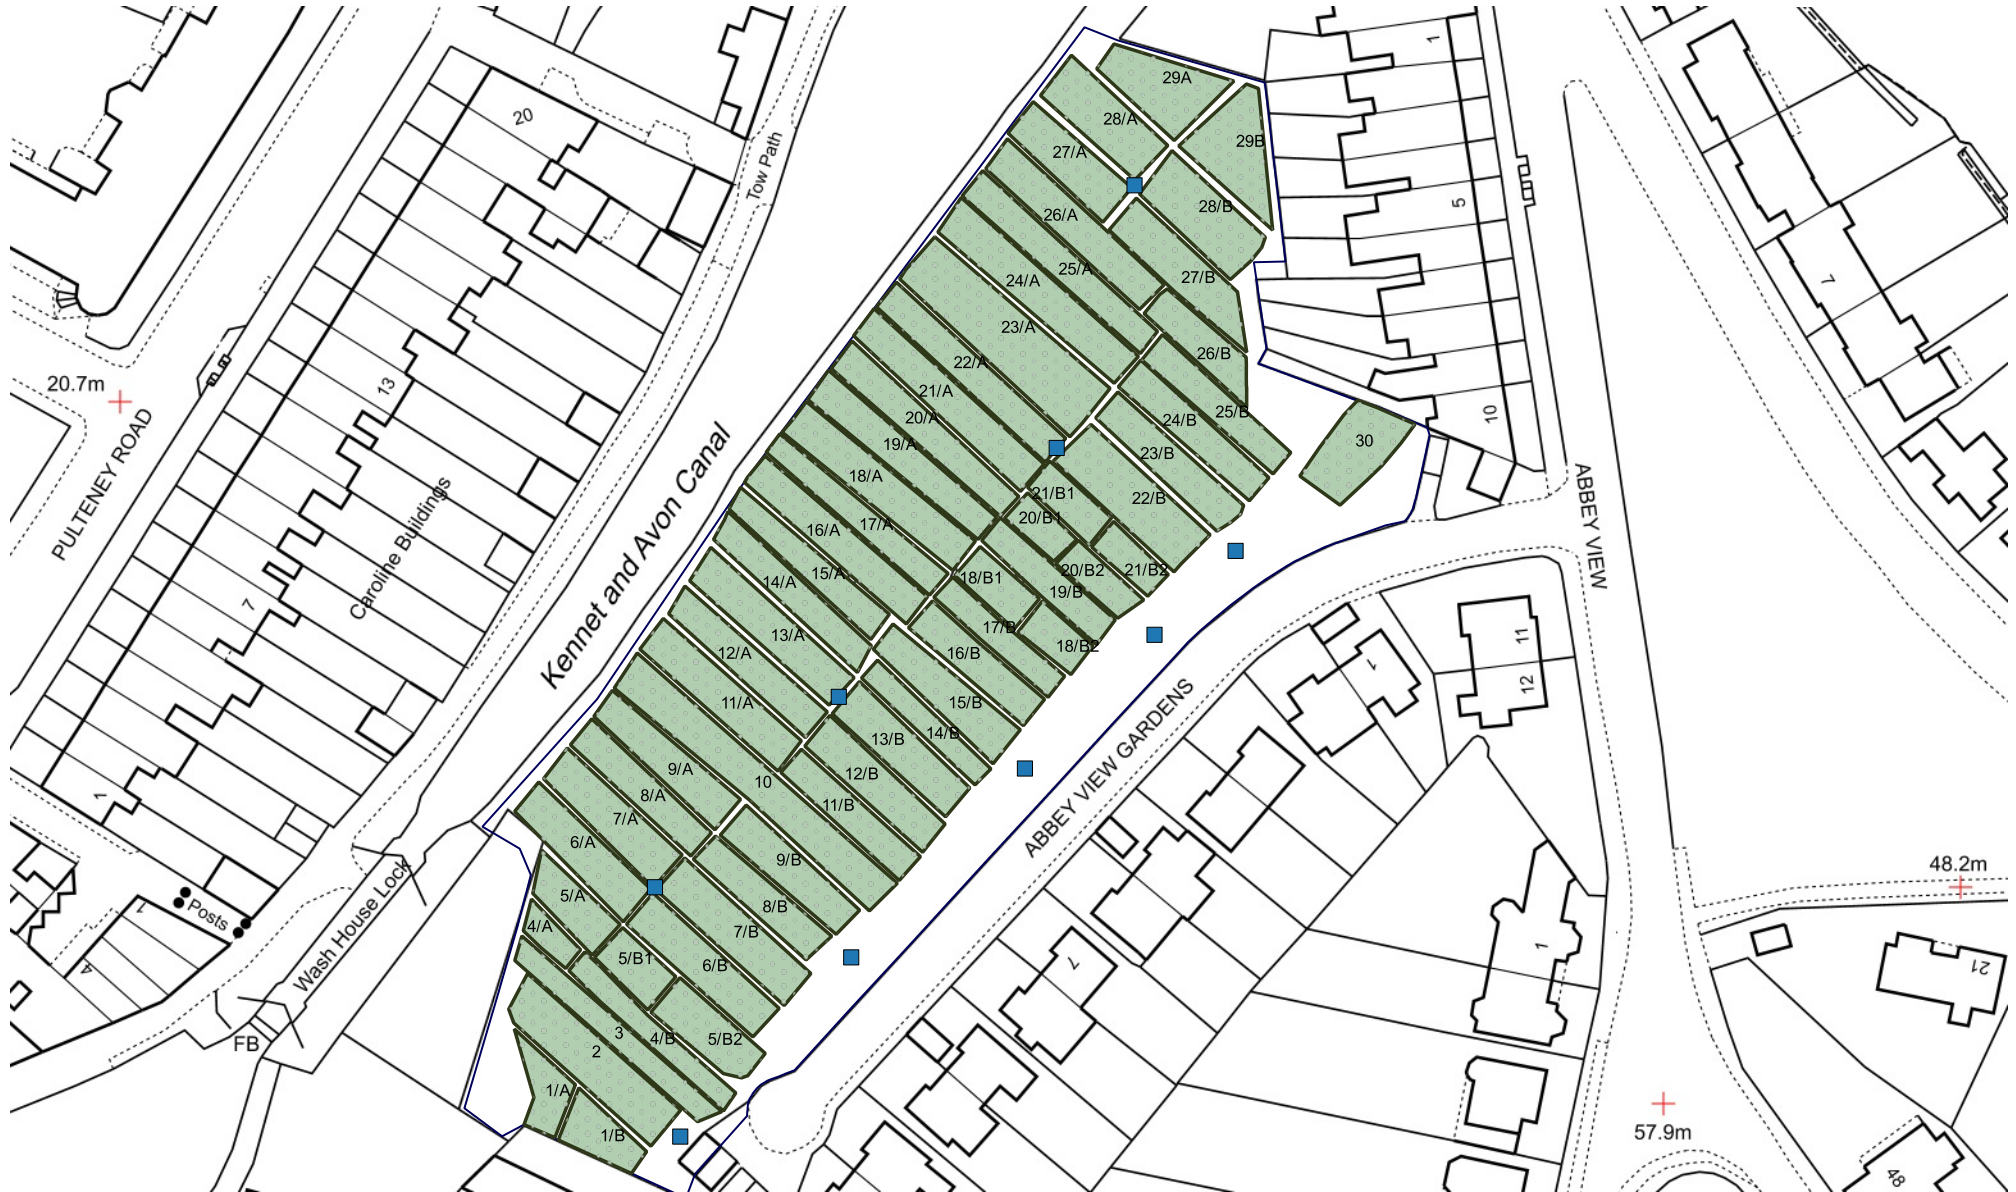 1
29A
20
28/A
29B
Tow Path
27/A
5
28/B
26/A
25/A
27/B
24/A
7
23/A
26/B
22/A
20.7m
13
21/A
25/B
10
20/A
24/B
30
19/A
23/B
PULTENEY ROAD
18/A
21/B1
22/B
ABBEY VIEW
Caroline Buildings
Kennet and Avon Canal
17/A
20/B1
16/A
20/B2
21/B2
15/A
14/A
18/B1
19/B
7
13/A
17/B
11
12/A
16/B
18/B2
1
12
11/A
15/B
14/B
13/B
ABBEY VIEW GARDENS
9/A
10
12/B
8/A
11/B
1
7/A
6/A
9/B
48.2m
5/A
8/B
1
Posts
Wash House Lock
4/A
7/B
1
5/B1
6/B
7
21
4
3
4/B
5/B2
FB
2
1/A
57.9m
1/B
48